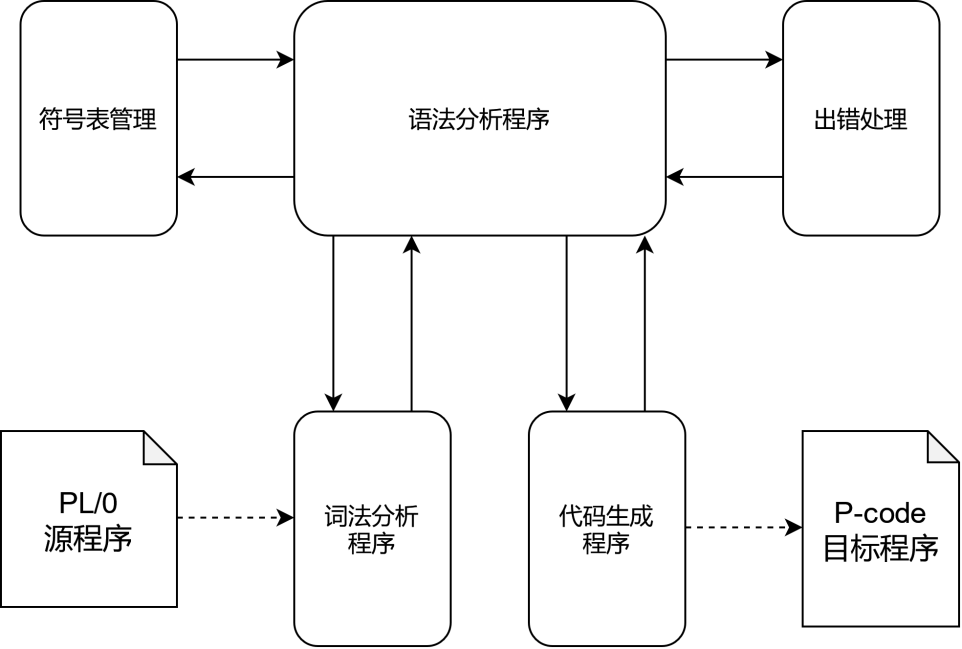 符号表管理
语法分析程序
出错处理
PL/0
源程序
词法分析
程序
代码生成
程序
P-code
目标程序